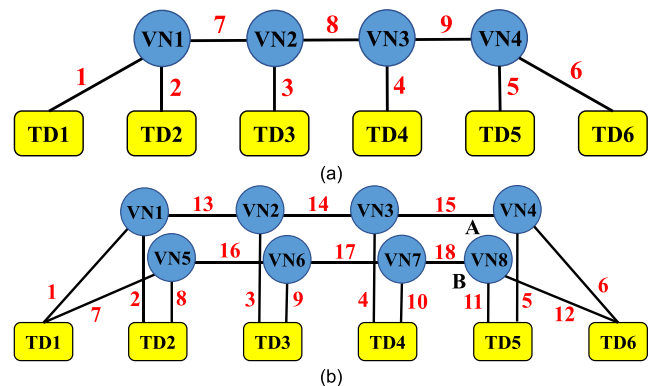 7 8 9
VN1 VN2 VN3 VN4
1 2 3 4 5 6
TD1 TD2 TD3 TD4 TD5 TD6
(a)
13 14 15
VN1 VN2 VN3 VN4
A
16 17 18
VN5 VN6 VN7 VN8
B
1 7 2 8 3 9 4 10 11 5 12 6
TD1 TD2 TD3 TD4 TD5 TD6
(b)